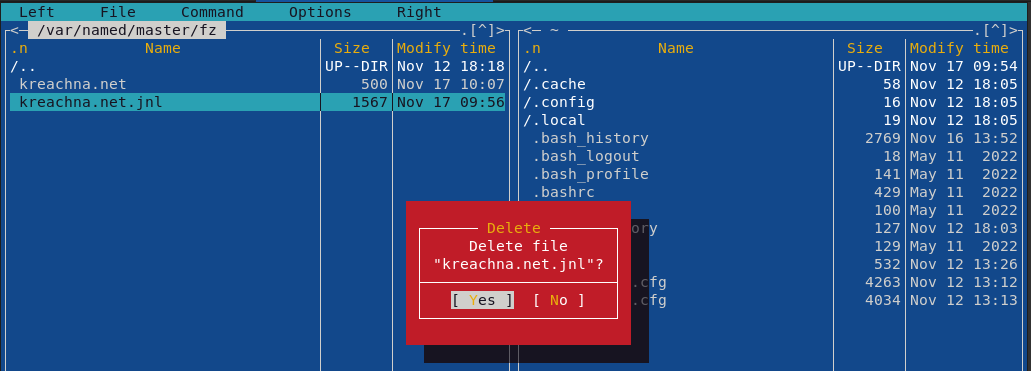 Left File Command Options Right
<─ /var/named/master/fz .[^]>
<─ ~ .[^]>
.n Name Size Modify time
.n Name Size Modify time
/.. UP--DIR Nov 12 18:18
/.. UP--DIR Nov 17 09:54
kreachna.net 500 Nov 17 10:07
/.cache 58 Nov 12 18:05
kreachna.net.jnl 1567 Nov 17 09:56
/.config 16 Nov 12 18:05
/.local 19 Nov 12 18:05
.bash_history 2769 Nov 16 13:52
.bash_logout 18 May 11 2022
.bash_profile 141 May 11 2022
.bashrc 429 May 11 2022
100 May 11 2022
ory 127 Nov 12 18:03
129 May 11 2022
532 Nov 12 13:26
.cfg 4263 Nov 12 13:12
.cfg 4034 Nov 12 13:13
Delete
Delete file
"kreachna.net.jnl"?
[ Yes ] [ No ]